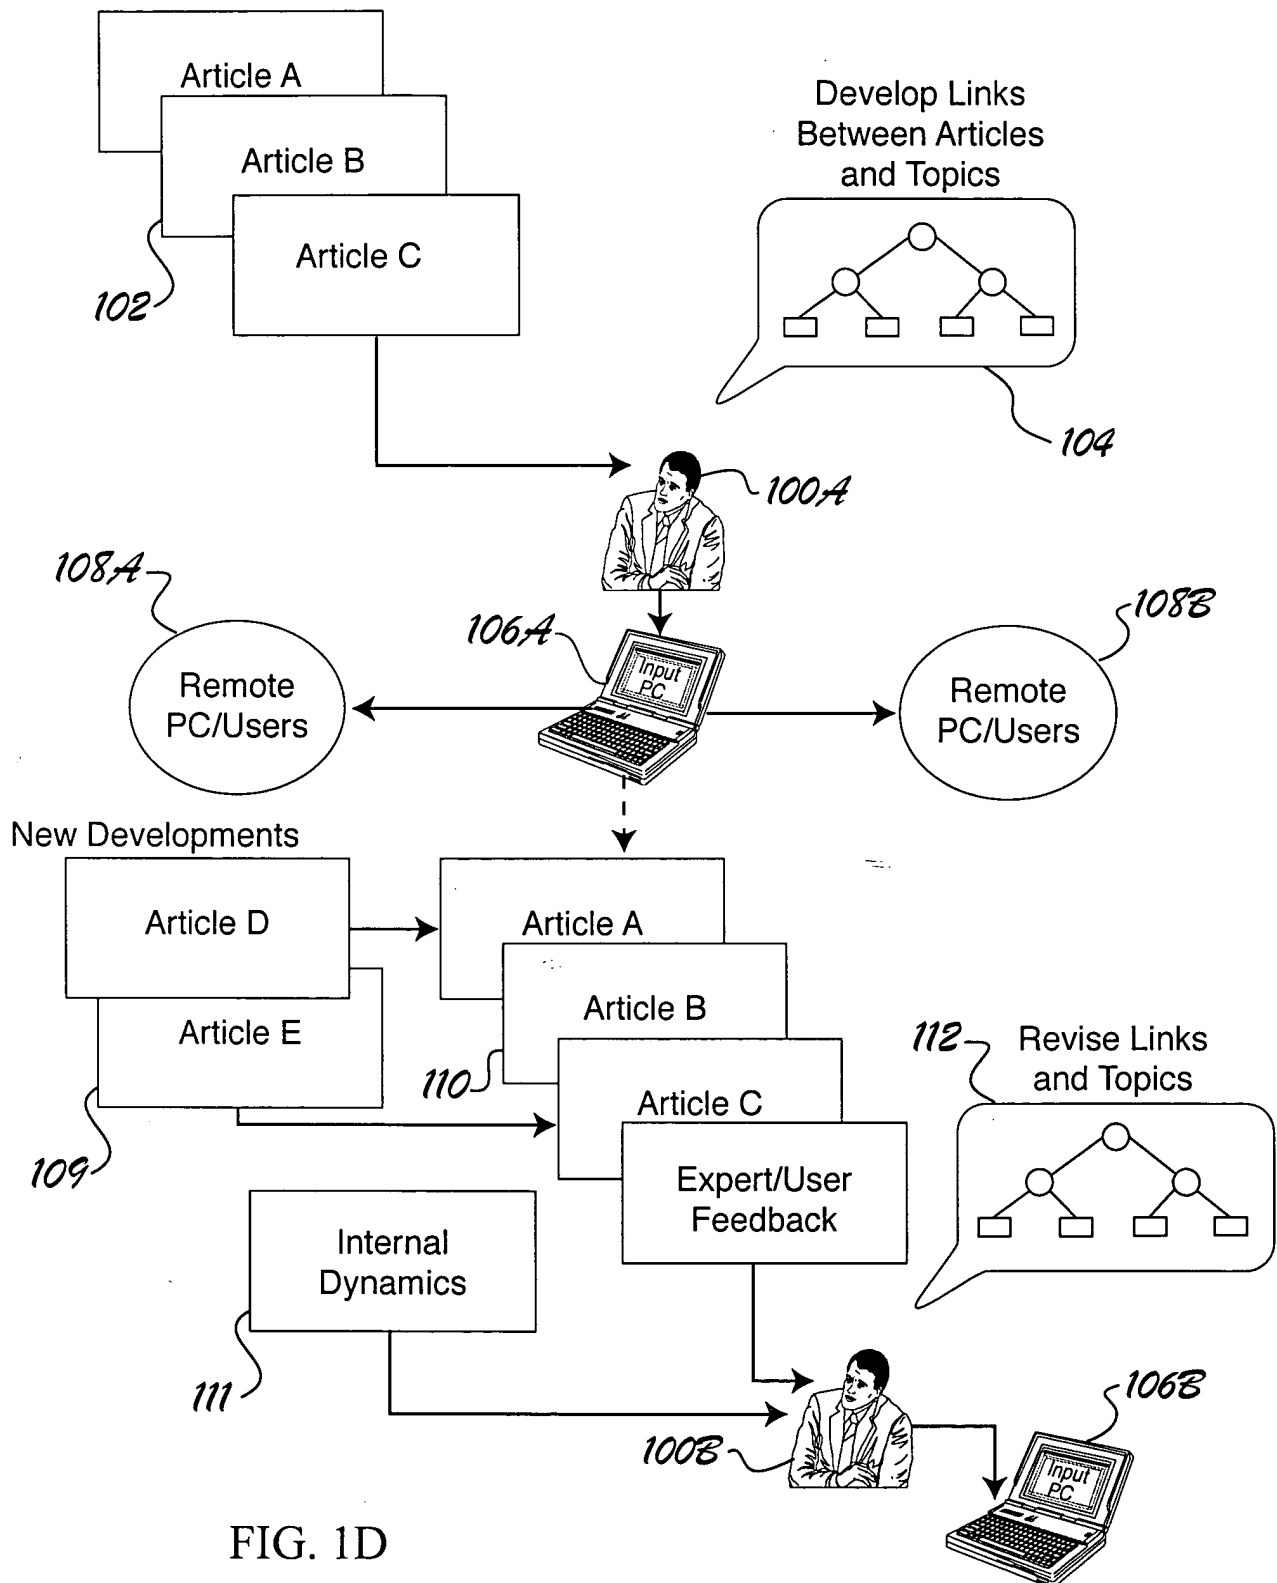 Article A
Article B
Article C
102
Develop Links
Between Articles
and Topics
104
100A
108A
106A
108B
Remote
PC/Users
Input
PC
Remote
PC/Users
New Developments
Article D
Article E
109
Article A
Article B
110
Article C
Expert/User
Feedback
112
Revise Links
and Topics
Internal
Dynamics
111
100B
106B
Input
PC
FIG. 1D